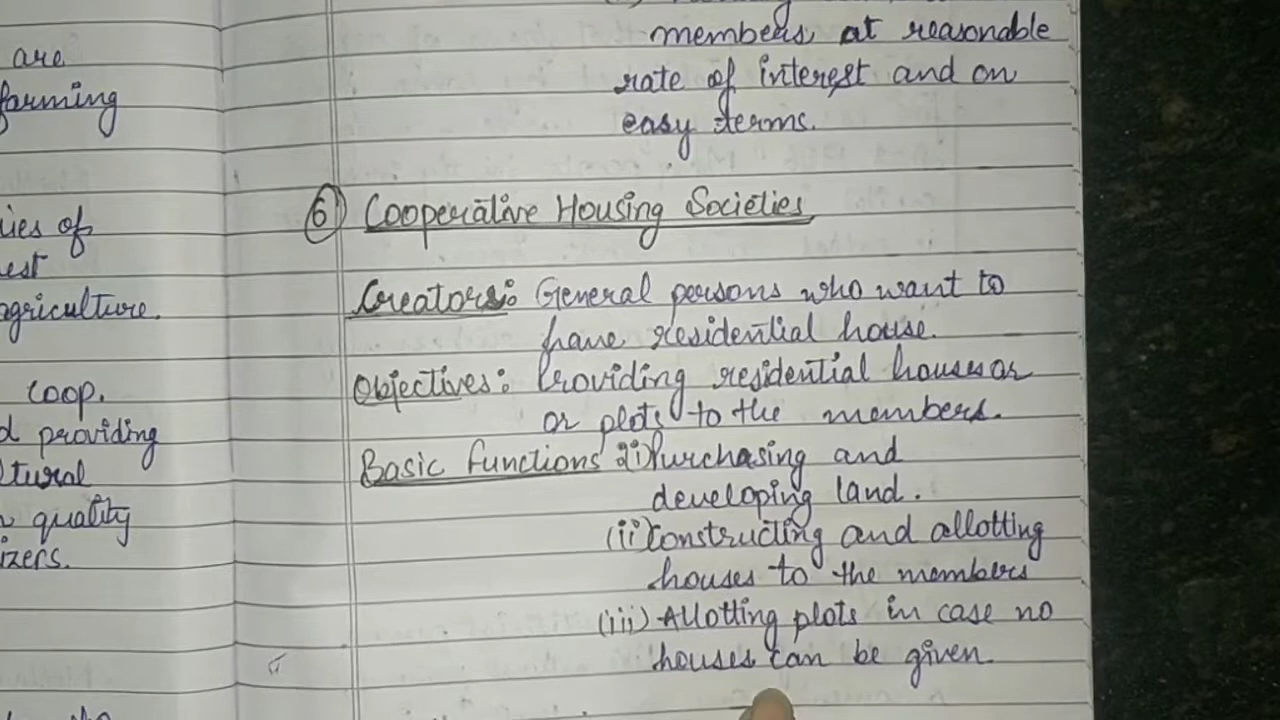 are
farming
ies of
est
agriculture.
coop.
d providing
ltural
quality
izers.
members at reasonable
rate of interest and on
easy terms.
6 Cooperative Housing Societies
Creators: General persons who want to
have residential house.
Objectives: Providing residential houses or
or plots to the members.
Basic functions: i) Purchasing and
developing land.
(ii) Constructing and allotting
houses to the members
(iii) Allotting plots in case no
houses can be given.